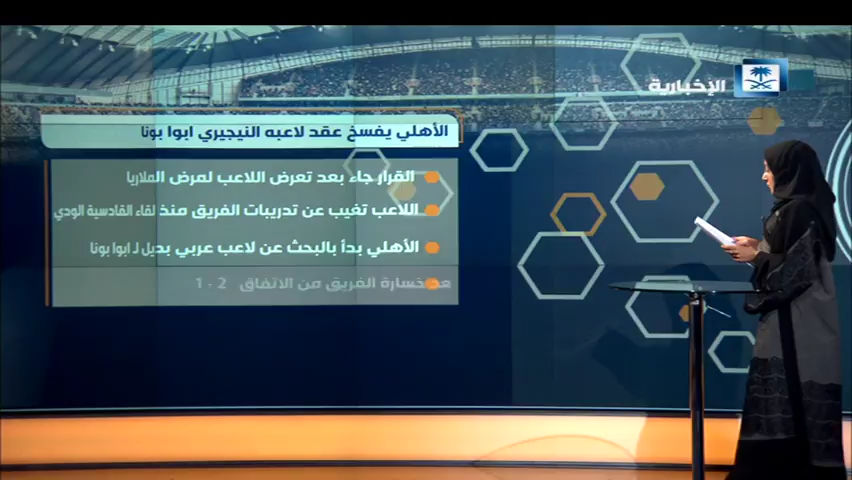 الإخبارية
الأهلي يفسخ عقد لاعبه النيجيري ابوا بونا
القرار جاء بعد تعرض اللاعب لمرض الملاريا
اللاعب تغيب عن تدريبات الفريق منذ لقاء القادسية الودي
الأهلي بدأ بالبحث عن لاعب عربي بديل لـ ابوا بونا
خسارة الفريق من الاتفاق 2 - 1